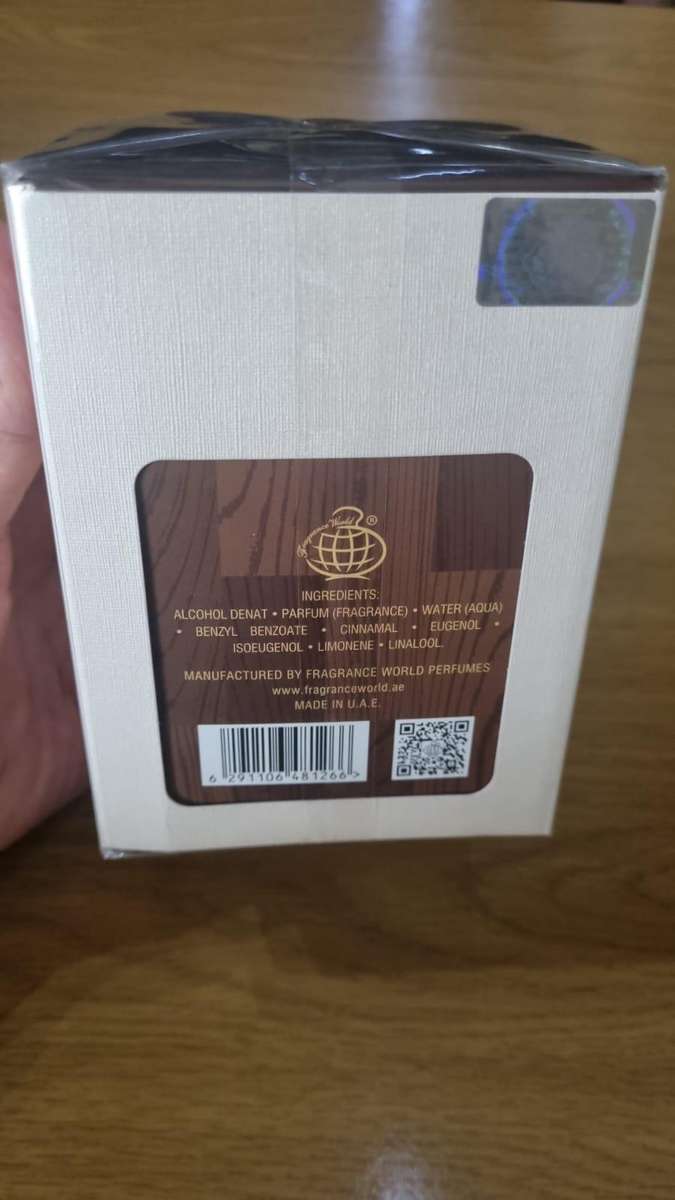 Fragrance World ®
INGREDIENTS:
ALCOHOL DENAT • PARFUM (FRAGRANCE) • WATER (AQUA)
• BENZYL BENZOATE • CINNAMAL • EUGENOL •
ISOEUGENOL • LIMONENE • LINALOOL.
MANUFACTURED BY FRAGRANCE WORLD PERFUMES
www.fragranceworld.ae
MADE IN U.A.E.
6 291106 481266 >